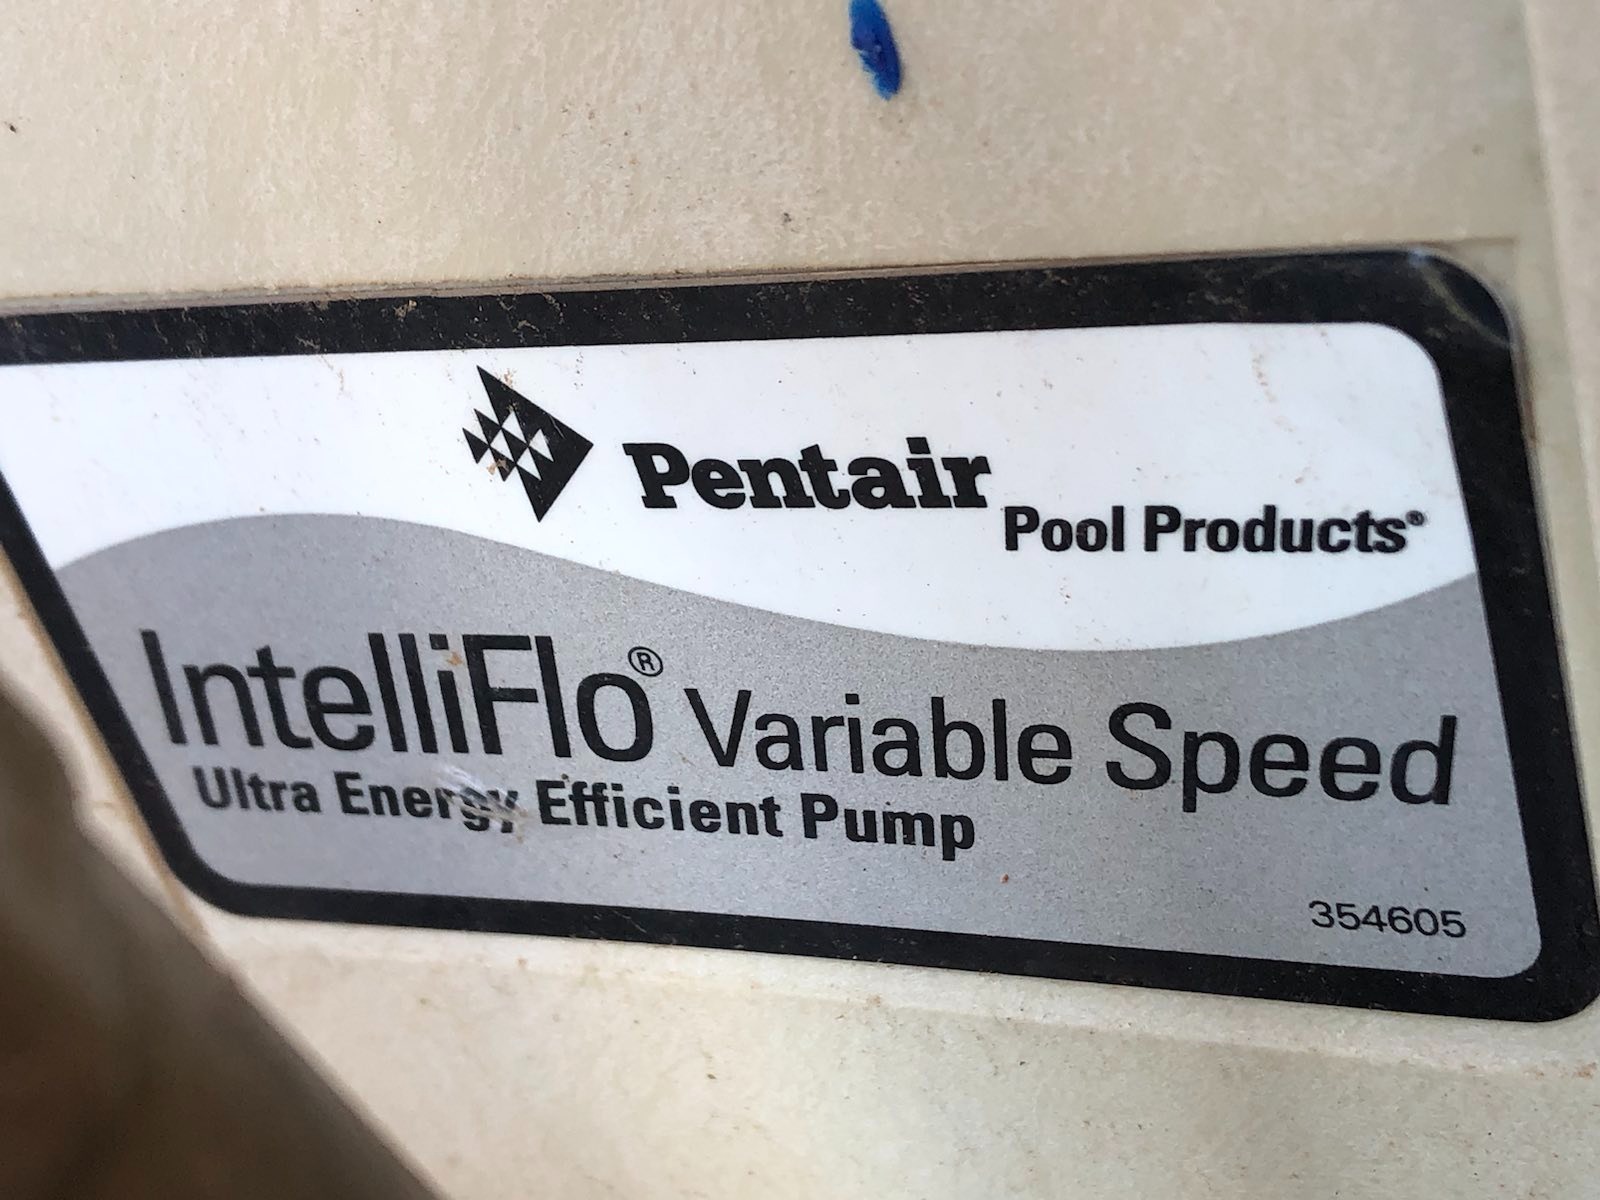 Pentair
Pool Products®
IntelliFlo® Variable Speed
Ultra Energy Efficient Pump
354605